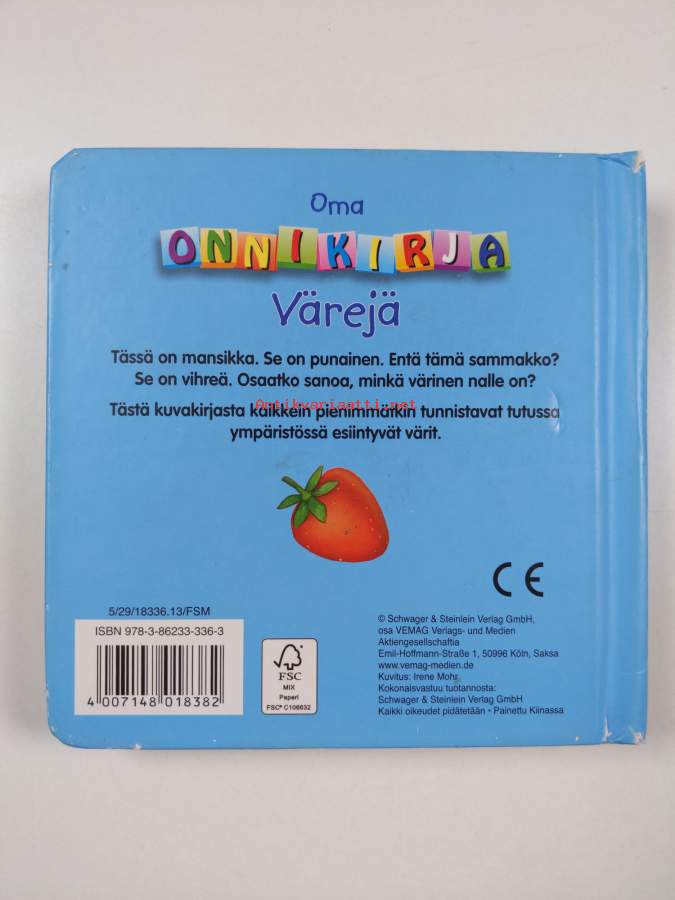 Oma
ONNIKIRJA
Värejä
Tässä on mansikka. Se on punainen. Entä tämä sammakko?
Se on vihreä. Osaatko sanoa, minkä värinen nalle on?
Antikvariaatti.net
Tästä kuvakirjasta kaikkein pienimmätkin tunnistavat tutussa
ympäristössä esiintyvät värit.
CE
5/29/18336.13/FSM
ISBN 978-3-86233-336-3
4 007148 018382
FSC
MIX
Paperi
FSC® C106632
© Schwager & Steinlein Verlag GmbH,
osa VEMAG Verlags- und Medien
Aktiengesellschaftia
Emil-Hoffmann-Straße 1, 50996 Köln, Saksa
www.vemag-medien.de
Kuvitus: Irene Mohr
Kokonaisvastuu tuotannosta:
Schwager & Steinlein Verlag GmbH
Kaikki oikeudet pidätetään • Painettu Kiinassa